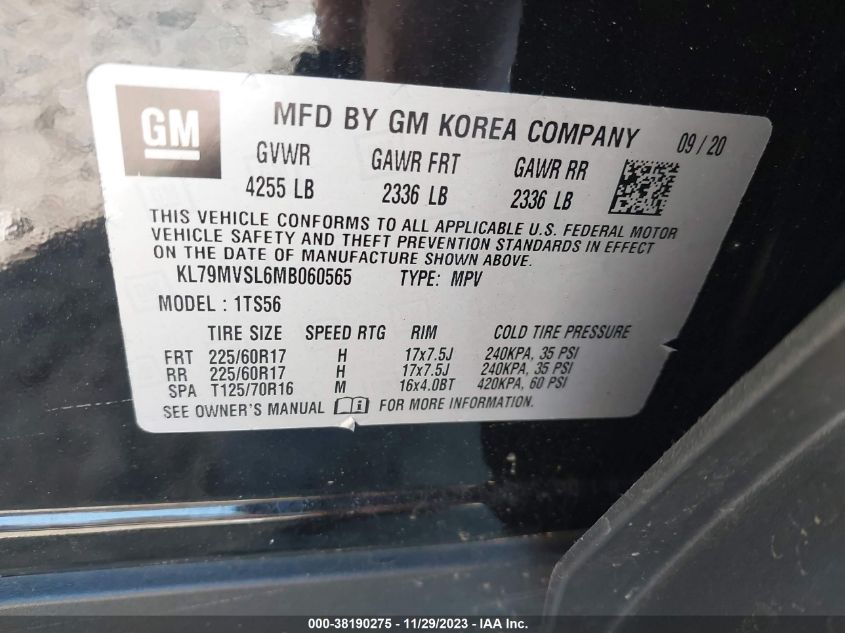 GM
MFD BY GM KOREA COMPANY 09/20
GVWR GAWR FRT GAWR RR
4255 LB 2336 LB 2336 LB
THIS VEHICLE CONFORMS TO ALL APPLICABLE U.S. FEDERAL MOTOR
VEHICLE SAFETY AND THEFT PREVENTION STANDARDS IN EFFECT
ON THE DATE OF MANUFACTURE SHOWN ABOVE.
KL79MVSL6MB060565 TYPE: MPV
MODEL : 1TS56
TIRE SIZE SPEED RTG RIM COLD TIRE PRESSURE
FRT 225/60R17 H 17x7.5J 240KPA, 35 PSI
RR 225/60R17 H 17x7.5J 240KPA, 35 PSI
SPA T125/70R16 M 16x4.0BT 420KPA, 60 PSI
SEE OWNER'S MANUAL FOR MORE INFORMATION.
000-38190275 - 11/29/2023 - IAA Inc.